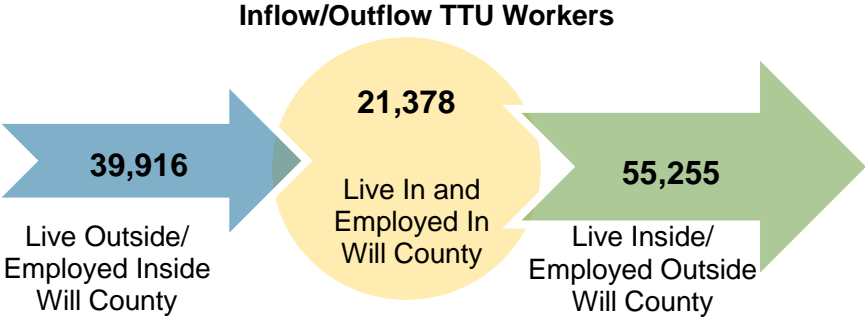 Inflow/Outflow TTU Workers
39,916
Live Outside/
Employed Inside
Will County
21,378
Live In and
Employed In
Will County
55,255
Live Inside/
Employed Outside
Will County